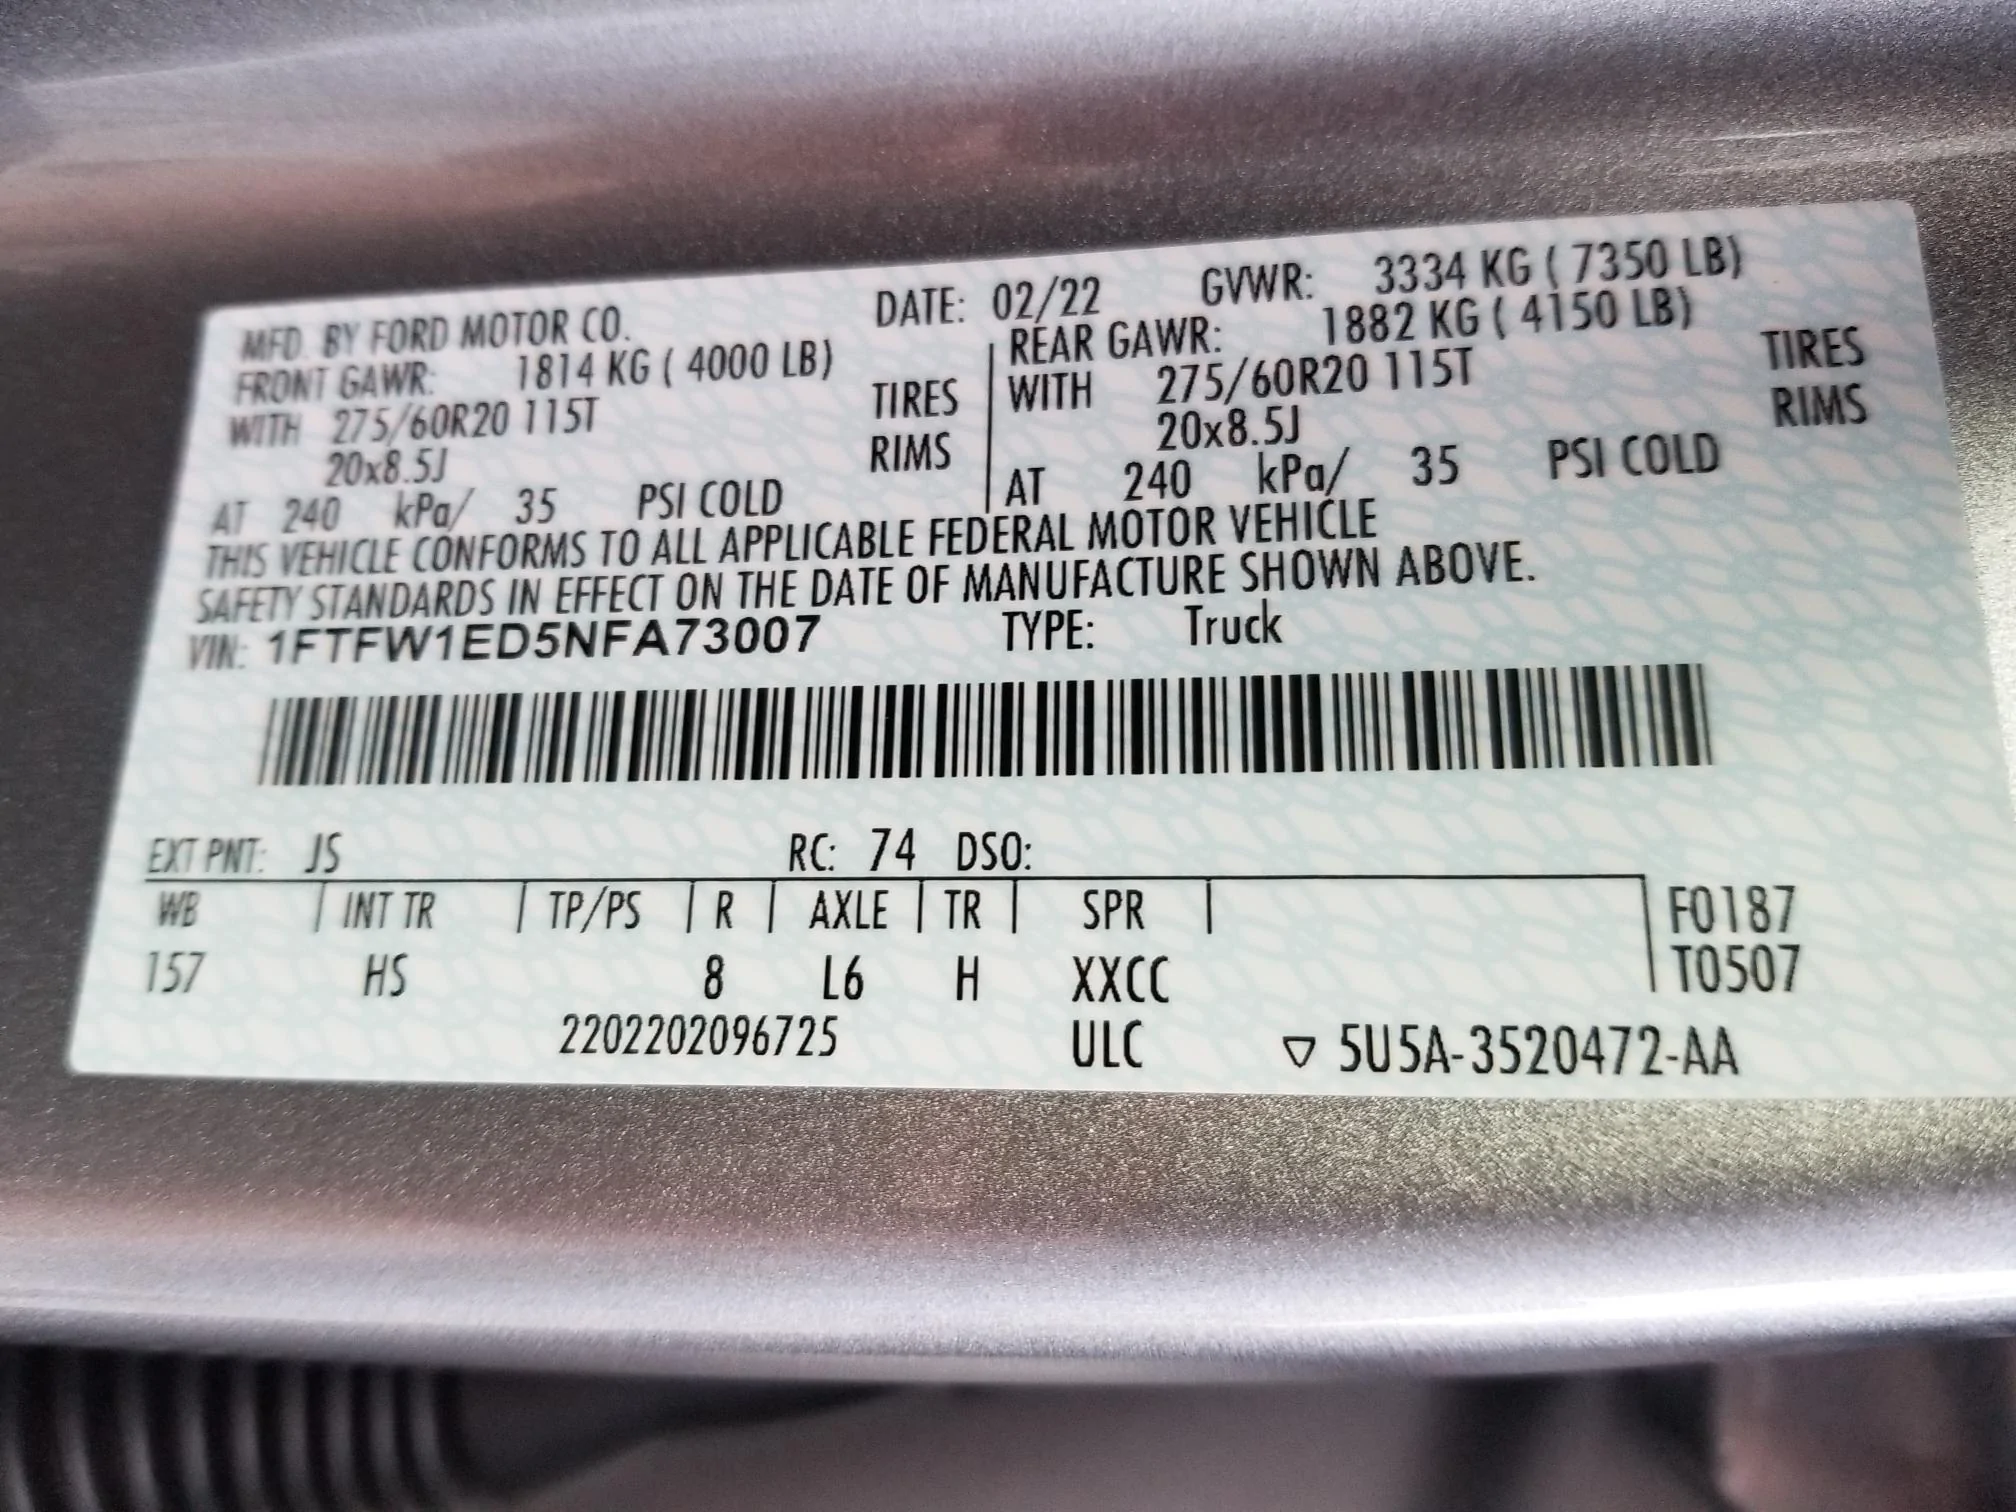 MFD. BY FORD MOTOR CO. DATE: 02/22 GVWR: 3334 KG ( 7350 LB)
FRONT GAWR: 1814 KG ( 4000 LB) REAR GAWR: 1882 KG ( 4150 LB)
WITH 275/60R20 115T TIRES WITH 275/60R20 115T TIRES
20x8.5J RIMS 20x8.5J RIMS
AT 240 kPa/ 35 PSI COLD AT 240 kPa/ 35 PSI COLD
THIS VEHICLE CONFORMS TO ALL APPLICABLE FEDERAL MOTOR VEHICLE
SAFETY STANDARDS IN EFFECT ON THE DATE OF MANUFACTURE SHOWN ABOVE.
VIN: 1FTFW1ED5NFA73007 TYPE: Truck
EXT PNT: JS RC: 74 DSO:
WB INT TR TP/PS R AXLE TR SPR F0187
157 HS 8 L6 H XXCC T0507
2202202096725 ULC ▽ 5U5A-3520472-AA